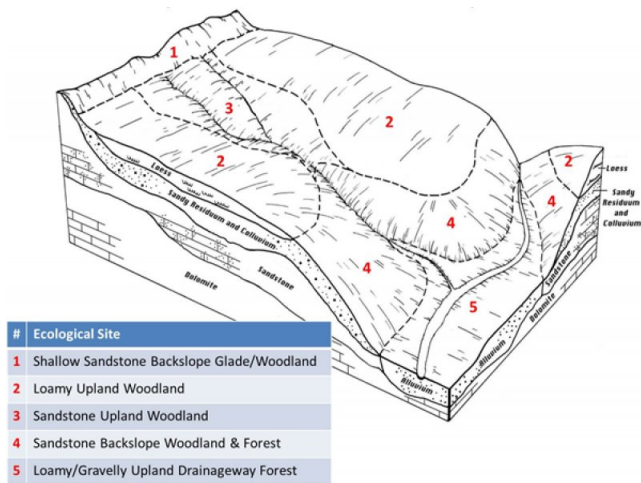 1
2
3
2
2
4
4
4
5
Loess
Sandy Residuum and Colluvium
Sandstone
Dolomite
Loess
Sandy
Residuum
and
Colluvium
Sandstone
Dolomite
Alluvium
Alluvium
# Ecological Site
1 Shallow Sandstone Backslope Glade/Woodland
2 Loamy Upland Woodland
3 Sandstone Upland Woodland
4 Sandstone Backslope Woodland & Forest
5 Loamy/Gravelly Upland Drainageway Forest